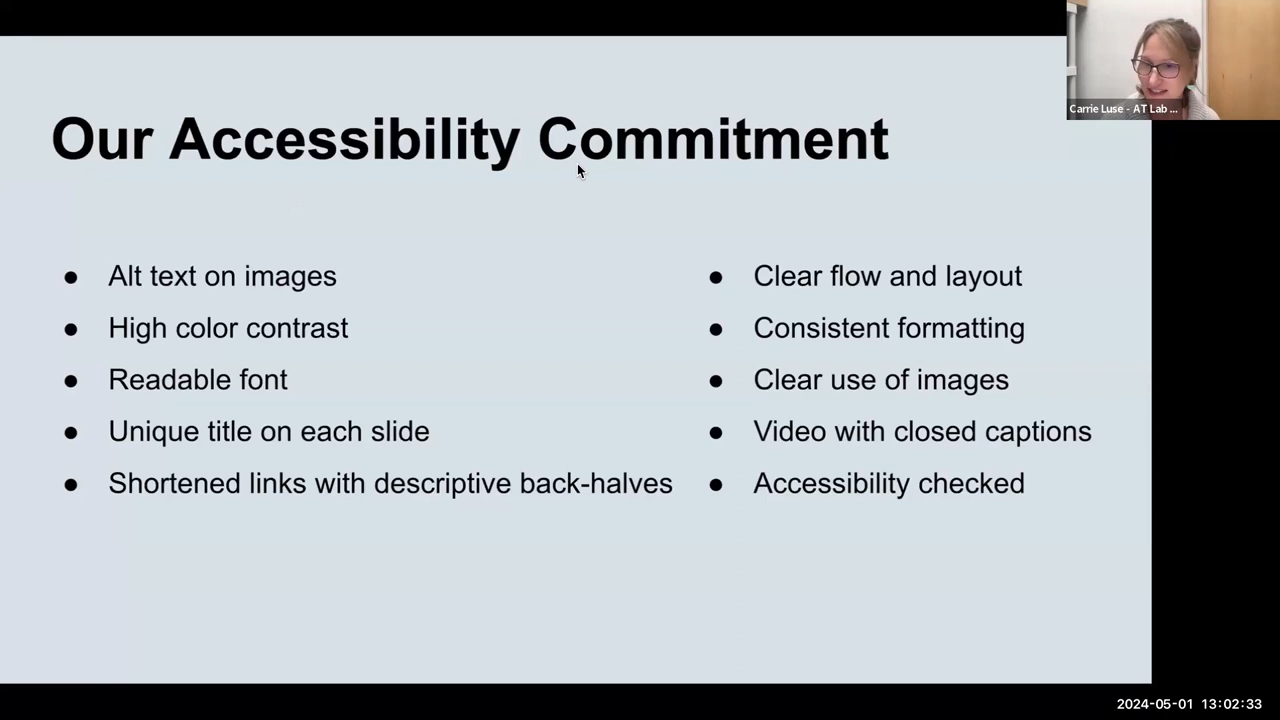 Carrie Luse - AT Lab ...
Our Accessibility Commitment
● Alt text on images
● High color contrast
● Readable font
● Unique title on each slide
● Shortened links with descriptive back-halves
● Clear flow and layout
● Consistent formatting
● Clear use of images
● Video with closed captions
● Accessibility checked
2024-05-01 13:02:33